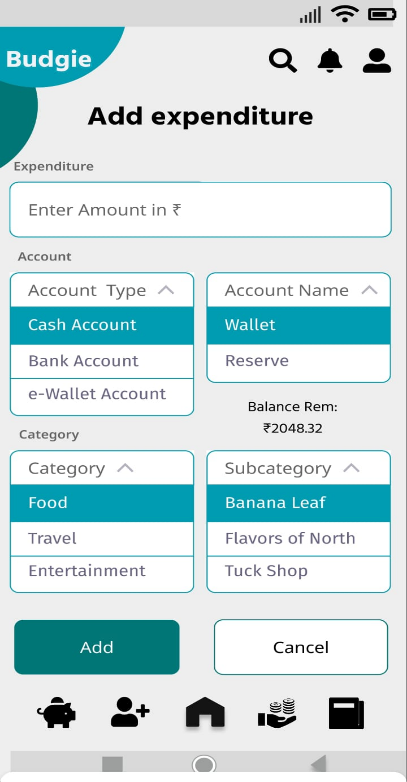 Budgie
Add expenditure
Expenditure
Enter Amount in ₹
Account
Account Type
Cash Account
Bank Account
e-Wallet Account
Account Name
Wallet
Reserve
Balance Rem:
₹2048.32
Category
Category
Food
Travel
Entertainment
Subcategory
Banana Leaf
Flavors of North
Tuck Shop
Add
Cancel